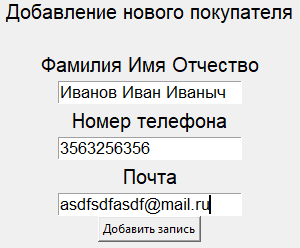 Добавление нового покупателя
Фамилия Имя Отчество
Иванов Иван Иваныч
Номер телефона
3563256356
Почта
asdfsdfasdf@mail.ru
Добавить запись